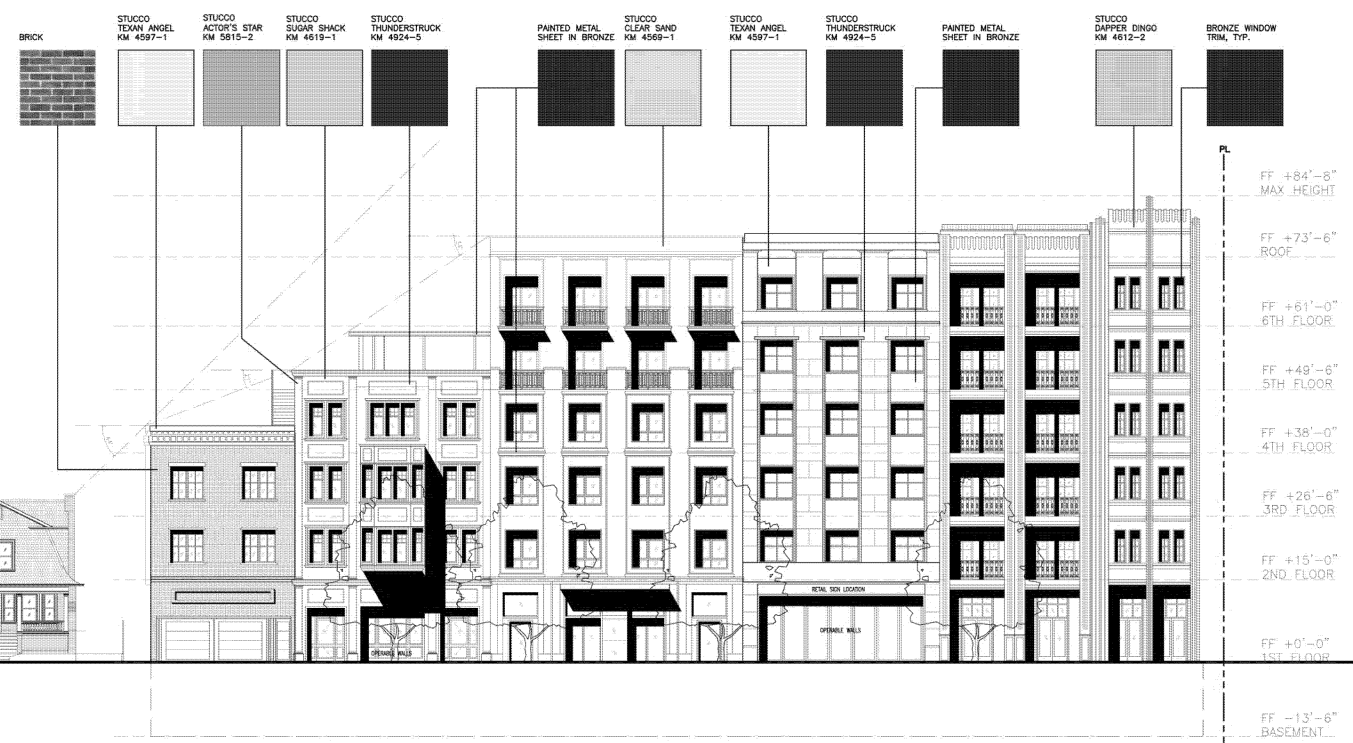 BRICK
STUCCO
TEXAN ANGEL
KM 4597-1
STUCCO
ACTOR'S STAR
KM 5815-2
STUCCO
SUGAR SHACK
KM 4619-1
STUCCO
THUNDERSTRUCK
KM 4924-5
PAINTED METAL
SHEET IN BRONZE
STUCCO
CLEAR SAND
KM 4569-1
STUCCO
TEXAN ANGEL
KM 4597-1
STUCCO
THUNDERSTRUCK
KM 4924-5
PAINTED METAL
SHEET IN BRONZE
STUCCO
DAPPER DINGO
KM 4612-2
BRONZE WINDOW
TRIM, TYP.
PL
FF +84'-8"
MAX HEIGHT
FF +73'-6"
ROOF
FF +61'-0"
6TH FLOOR
FF +49'-6"
5TH FLOOR
FF +38'-0"
4TH FLOOR
FF +26'-6"
3RD FLOOR
FF +15'-0"
2ND FLOOR
RETAIL SIGN LOCATION
OPERABLE WALLS
OPERABLE WALLS
FF +0'-0"
1ST FLOOR
FF -13'-6"
BASEMENT